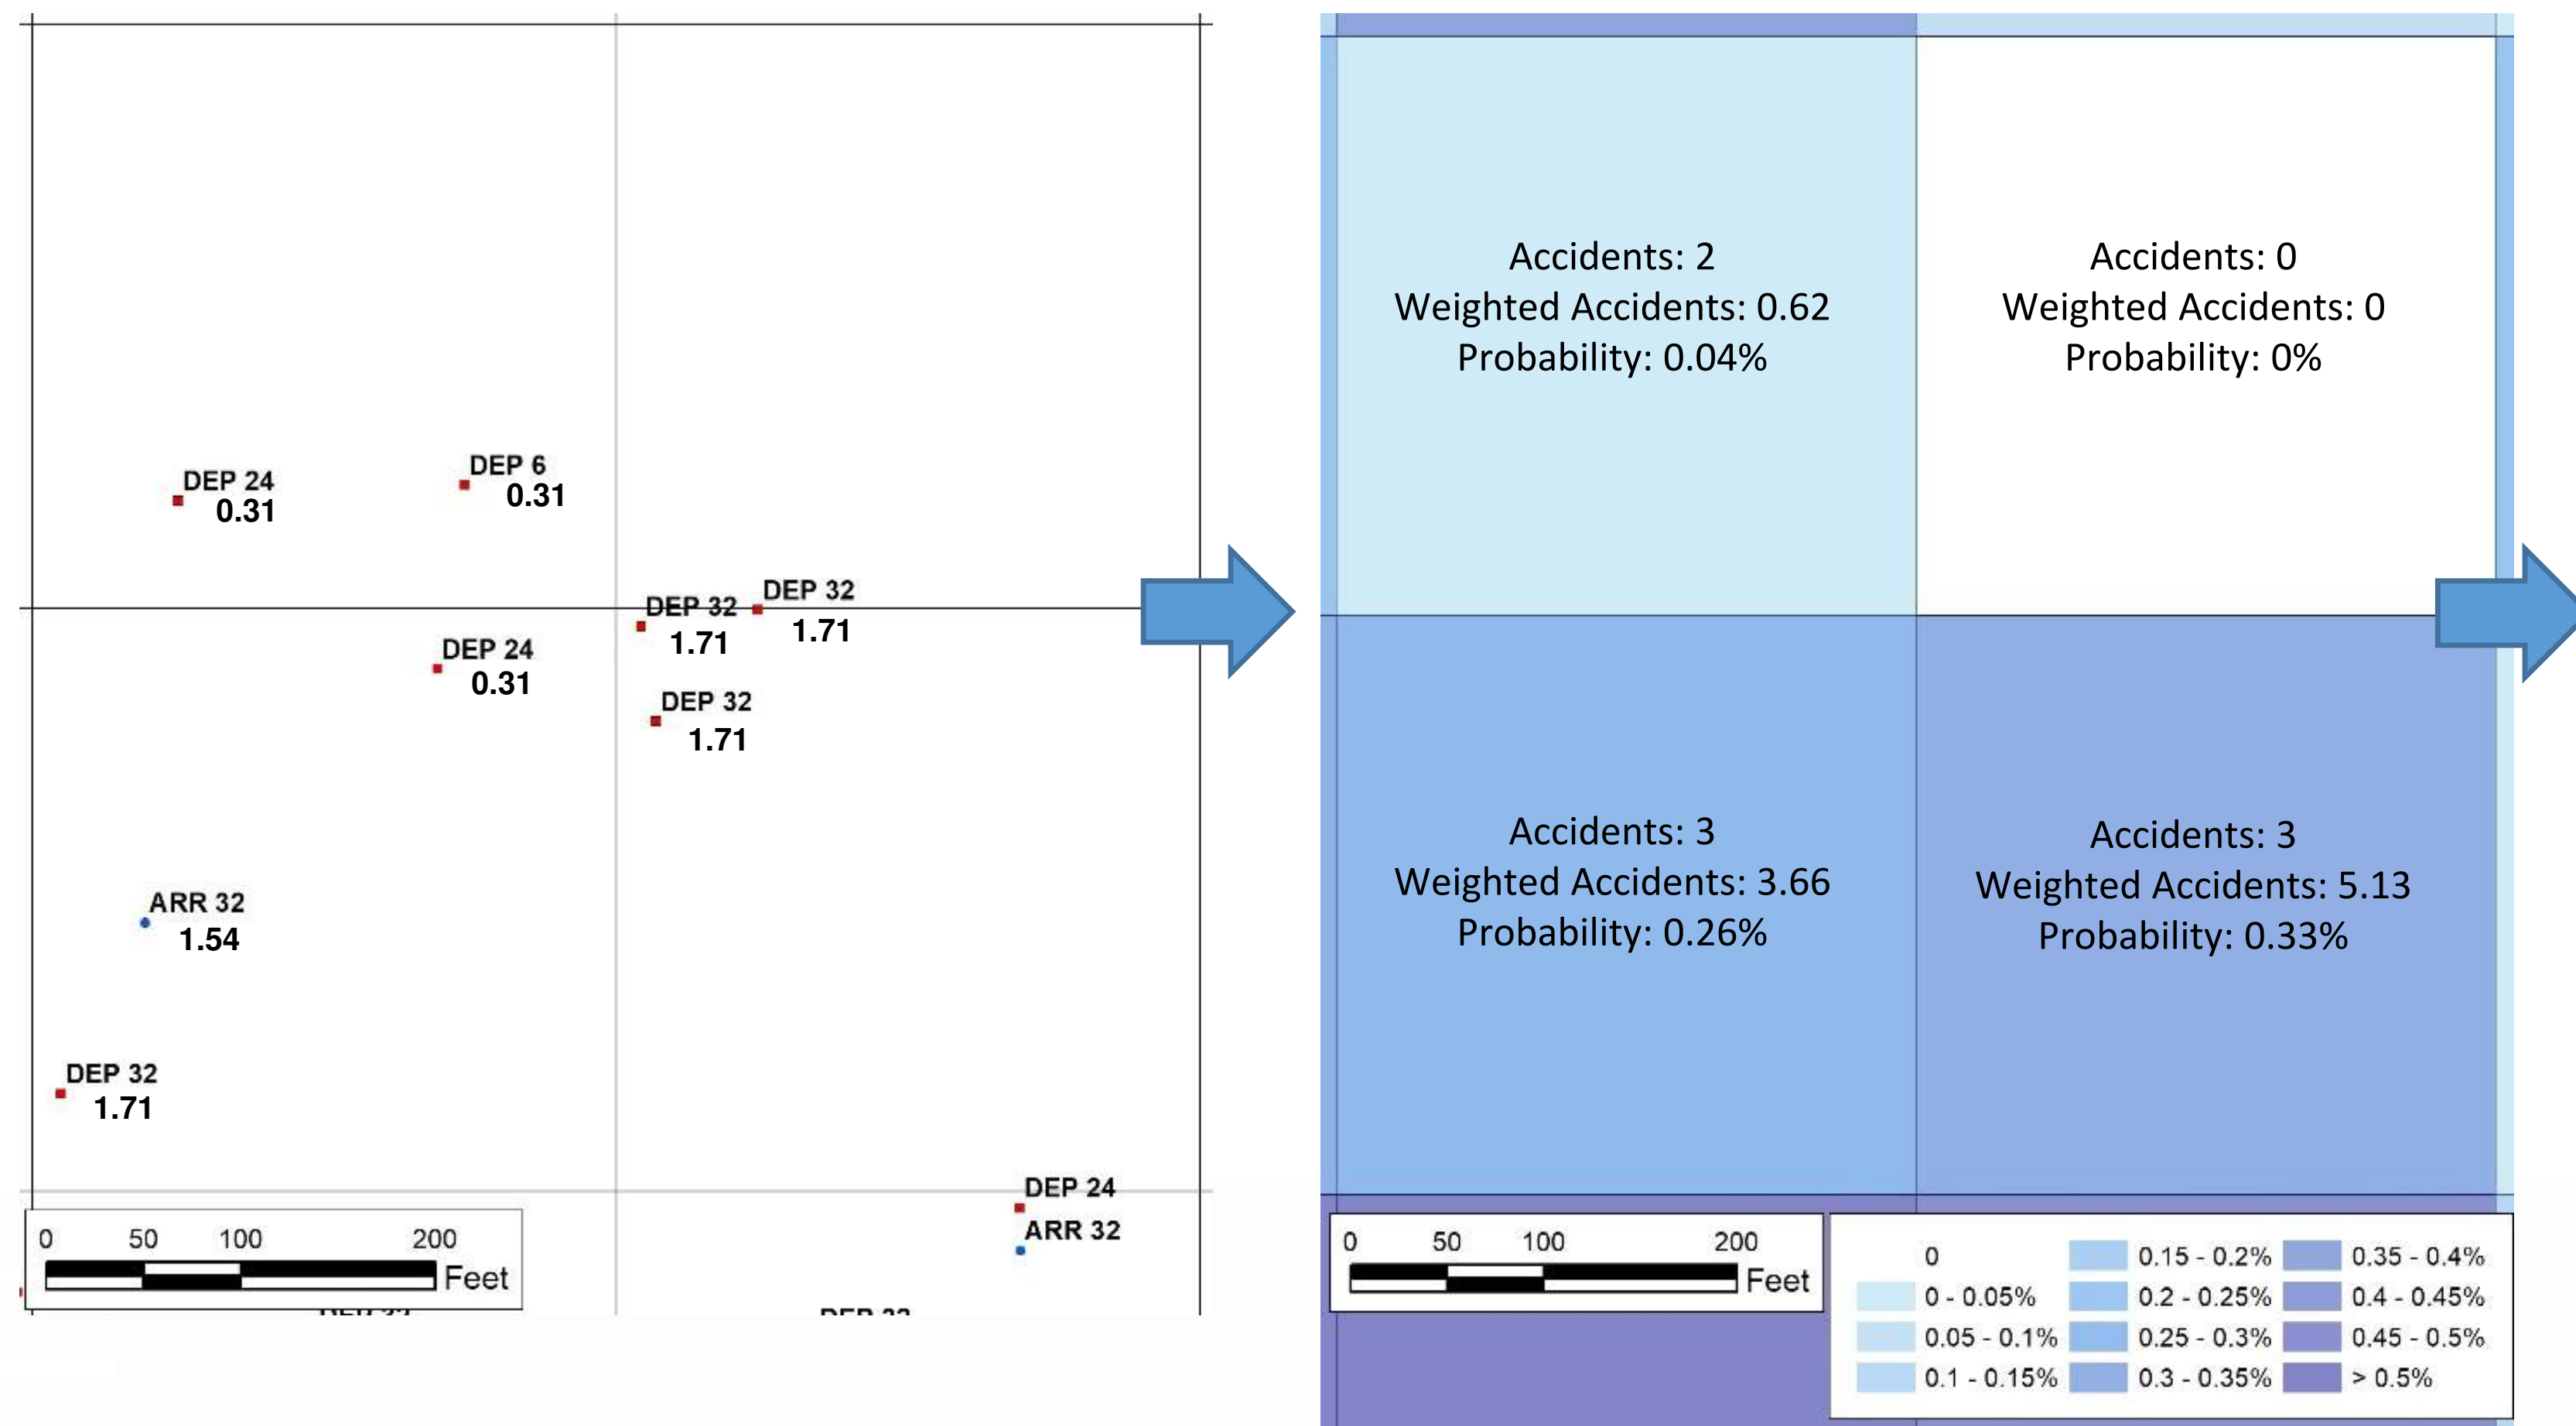 DEP 24
0.31
DEP 6
0.31
DEP 32
1.71
DEP 32
1.71
DEP 24
0.31
DEP 32
1.71
ARR 32
1.54
DEP 32
1.71
DEP 24
ARR 32
0 50 100 200
Feet
Accidents: 2
Weighted Accidents: 0.62
Probability: 0.04%
Accidents: 0
Weighted Accidents: 0
Probability: 0%
Accidents: 3
Weighted Accidents: 3.66
Probability: 0.26%
Accidents: 3
Weighted Accidents: 5.13
Probability: 0.33%
0 50 100 200
Feet
0
0 - 0.05%
0.05 - 0.1%
0.1 - 0.15%
0.15 - 0.2%
0.2 - 0.25%
0.25 - 0.3%
0.3 - 0.35%
0.35 - 0.4%
0.4 - 0.45%
0.45 - 0.5%
> 0.5%